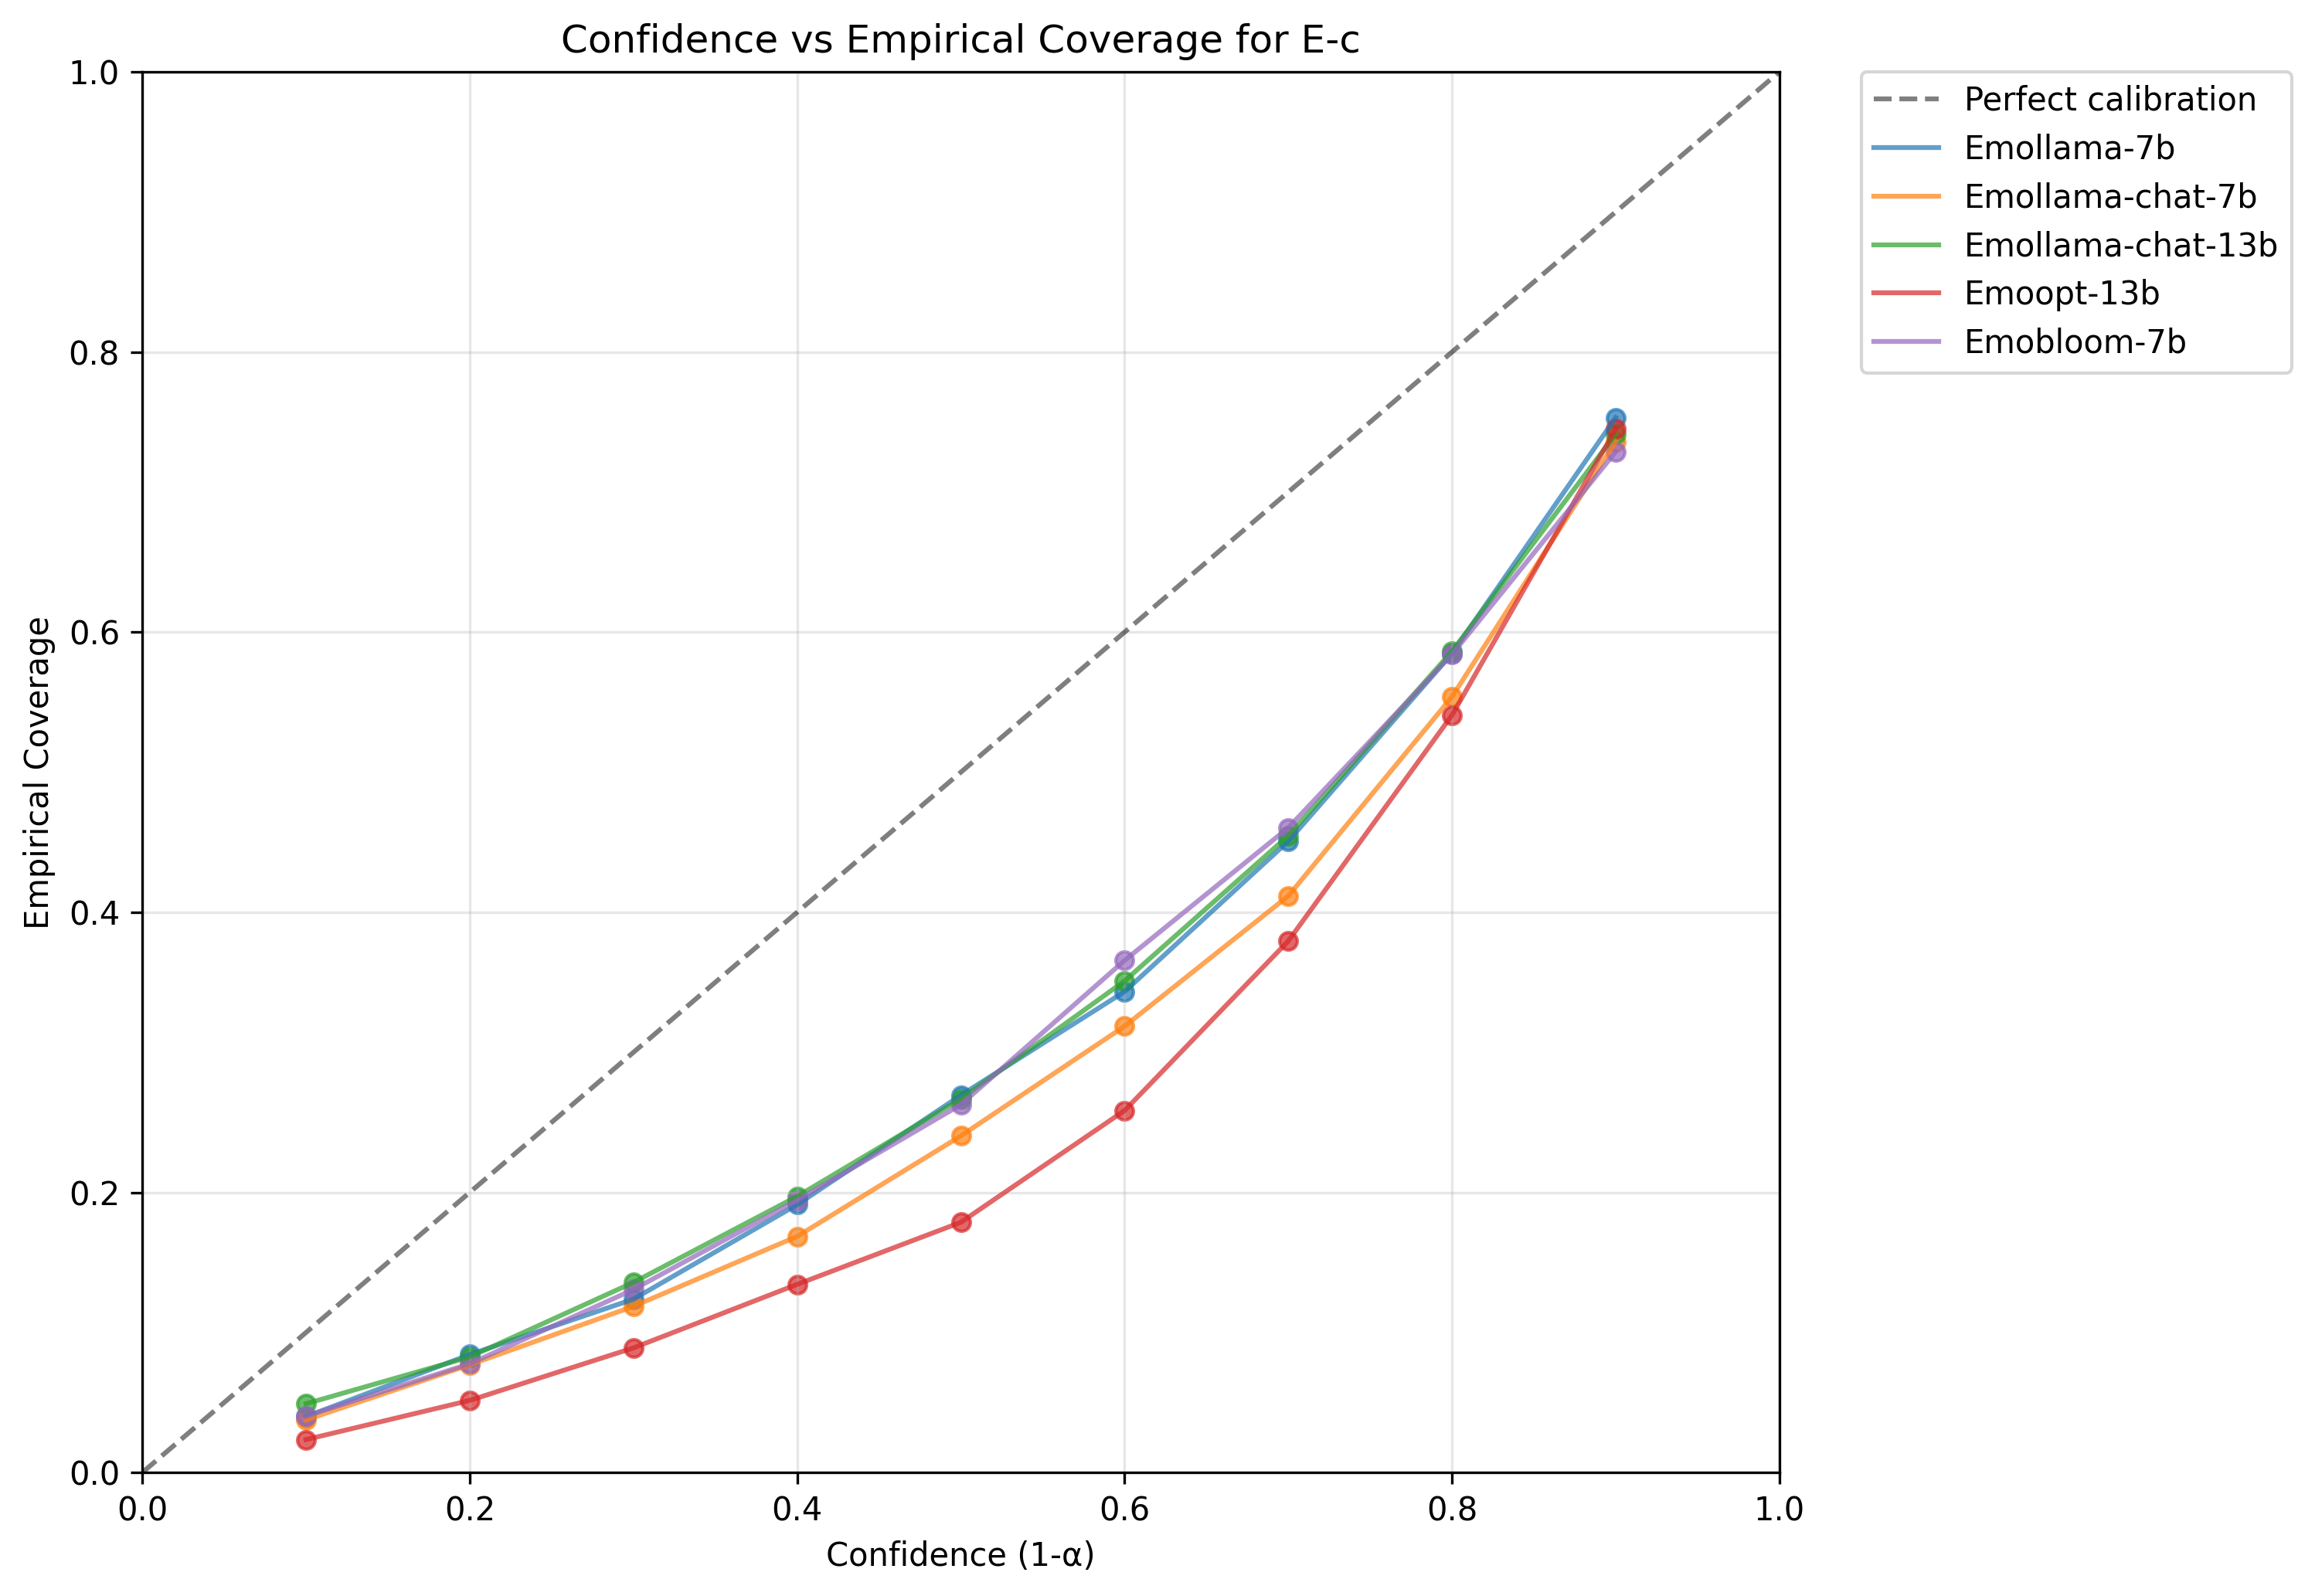 Confidence vs Empirical Coverage for E-c
1.0
0.8
0.6
0.4
0.2
0.0
Empirical Coverage
0.0 0.2 0.4 0.6 0.8 1.0
Confidence (1-α)
Perfect calibration
Emollama-7b
Emollama-chat-7b
Emollama-chat-13b
Emoopt-13b
Emobloom-7b